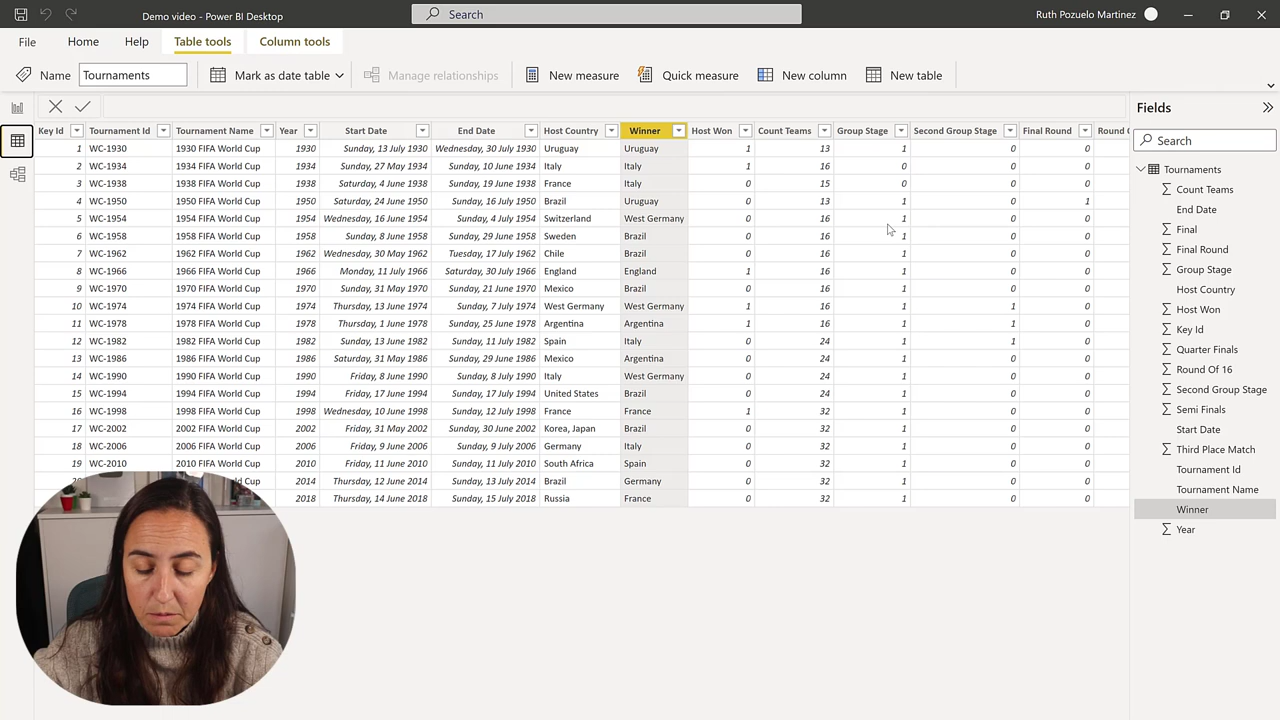 Demo video - Power BI Desktop
Search
Ruth Pozuelo Martinez
File Home Help Table tools Column tools
Name Tournaments Mark as date table Manage relationships New measure Quick measure New column New table
Key Id Tournament Id Tournament Name Year Start Date End Date Host Country Winner Host Won Count Teams Group Stage Second Group Stage Final Round Round
1 WC-1930 1930 FIFA World Cup 1930 Sunday, 13 July 1930 Wednesday, 30 July 1930 Uruguay Uruguay 1 13 1 0 0
2 WC-1934 1934 FIFA World Cup 1934 Sunday, 27 May 1934 Sunday, 10 June 1934 Italy Italy 1 16 0 0 0
3 WC-1938 1938 FIFA World Cup 1938 Saturday, 4 June 1938 Sunday, 19 June 1938 France Italy 0 15 0 0 0
4 WC-1950 1950 FIFA World Cup 1950 Saturday, 24 June 1950 Sunday, 16 July 1950 Brazil Uruguay 0 13 1 0 1
5 WC-1954 1954 FIFA World Cup 1954 Wednesday, 16 June 1954 Sunday, 4 July 1954 Switzerland West Germany 0 16 1 0 0
6 WC-1958 1958 FIFA World Cup 1958 Sunday, 8 June 1958 Sunday, 29 June 1958 Sweden Brazil 0 16 1 0 0
7 WC-1962 1962 FIFA World Cup 1962 Wednesday, 30 May 1962 Tuesday, 17 July 1962 Chile Brazil 0 16 1 0 0
8 WC-1966 1966 FIFA World Cup 1966 Monday, 11 July 1966 Saturday, 30 July 1966 England England 1 16 1 0 0
9 WC-1970 1970 FIFA World Cup 1970 Sunday, 31 May 1970 Sunday, 21 June 1970 Mexico Brazil 0 16 1 0 0
10 WC-1974 1974 FIFA World Cup 1974 Thursday, 13 June 1974 Sunday, 7 July 1974 West Germany West Germany 1 16 1 1 0
11 WC-1978 1978 FIFA World Cup 1978 Thursday, 1 June 1978 Sunday, 25 June 1978 Argentina Argentina 1 16 1 1 0
12 WC-1982 1982 FIFA World Cup 1982 Sunday, 13 June 1982 Sunday, 11 July 1982 Spain Italy 0 24 1 1 0
13 WC-1986 1986 FIFA World Cup 1986 Saturday, 31 May 1986 Sunday, 29 June 1986 Mexico Argentina 0 24 1 0 0
14 WC-1990 1990 FIFA World Cup 1990 Friday, 8 June 1990 Sunday, 8 July 1990 Italy West Germany 0 24 1 0 0
15 WC-1994 1994 FIFA World Cup 1994 Friday, 17 June 1994 Sunday, 17 July 1994 United States Brazil 0 24 1 0 0
16 WC-1998 1998 FIFA World Cup 1998 Wednesday, 10 June 1998 Sunday, 12 July 1998 France France 1 32 1 0 0
17 WC-2002 2002 FIFA World Cup 2002 Friday, 31 May 2002 Sunday, 30 June 2002 Korea, Japan Brazil 0 32 1 0 0
18 WC-2006 2006 FIFA World Cup 2006 Friday, 9 June 2006 Sunday, 9 July 2006 Germany Italy 0 32 1 0 0
19 WC-2010 2010 FIFA World Cup 2010 Friday, 11 June 2010 Sunday, 11 July 2010 South Africa Spain 0 32 1 0 0
World Cup 2014 Thursday, 12 June 2014 Sunday, 13 July 2014 Brazil Germany 0 32 1 0 0
2018 Thursday, 14 June 2018 Sunday, 15 July 2018 Russia France 0 32 1 0 0
Fields
Search
Tournaments
Count Teams
End Date
Final
Final Round
Group Stage
Host Country
Host Won
Key Id
Quarter Finals
Round Of 16
Second Group Stage
Semi Finals
Start Date
Third Place Match
Tournament Id
Tournament Name
Winner
Year